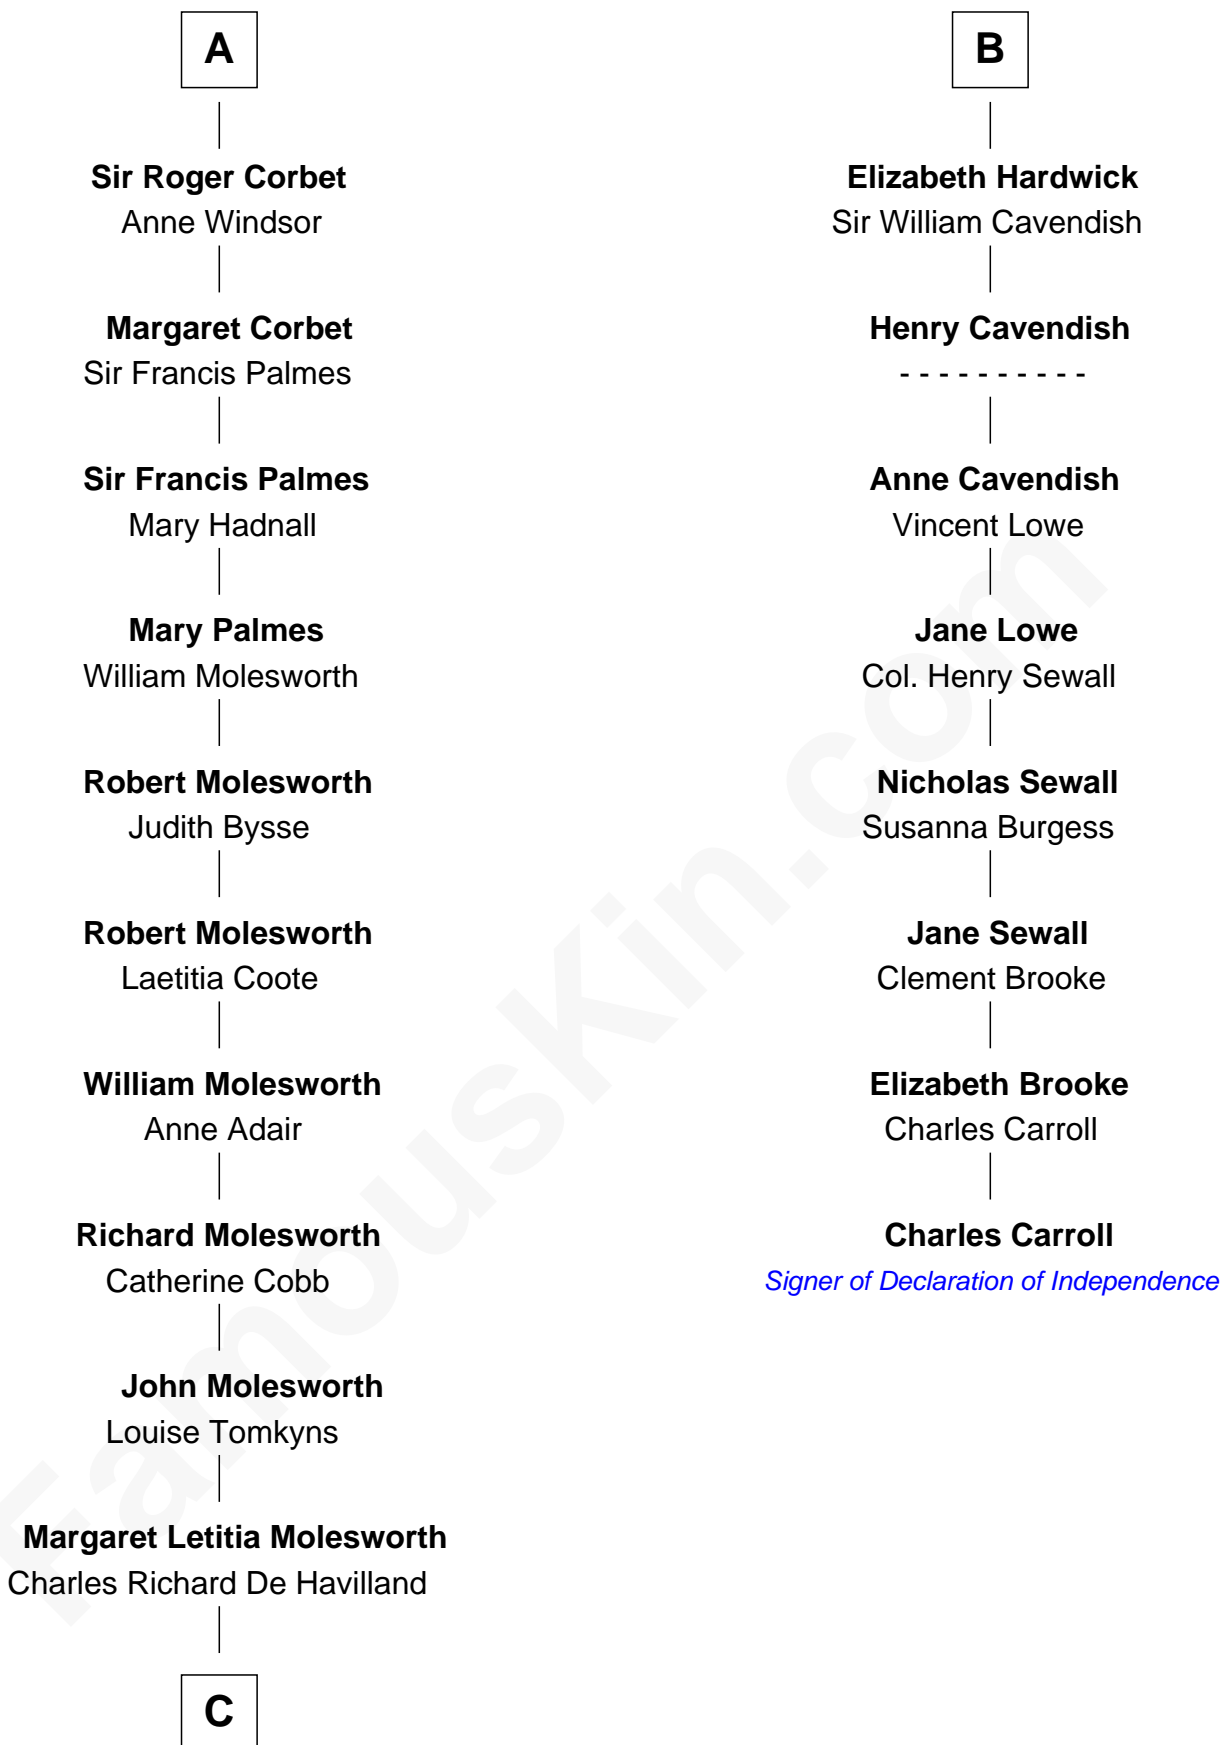 A
Sir Roger Corbet
Anne Windsor
Margaret Corbet
Sir Francis Palmes
Sir Francis Palmes
Mary Hadnall
Mary Palmes
William Molesworth
Robert Molesworth
Judith Bysse
Robert Molesworth
Laetitia Coote
William Molesworth
Anne Adair
Richard Molesworth
Catherine Cobb
John Molesworth
Louise Tomkyns
Margaret Letitia Molesworth
Charles Richard De Havilland
C
B
Elizabeth Hardwick
Sir William Cavendish
Henry Cavendish
- - - - - - - - - -
Anne Cavendish
Vincent Lowe
Jane Lowe
Col. Henry Sewall
Nicholas Sewall
Susanna Burgess
Jane Sewall
Clement Brooke
Elizabeth Brooke
Charles Carroll
Charles Carroll
Signer of Declaration of Independence
FamousKin.com